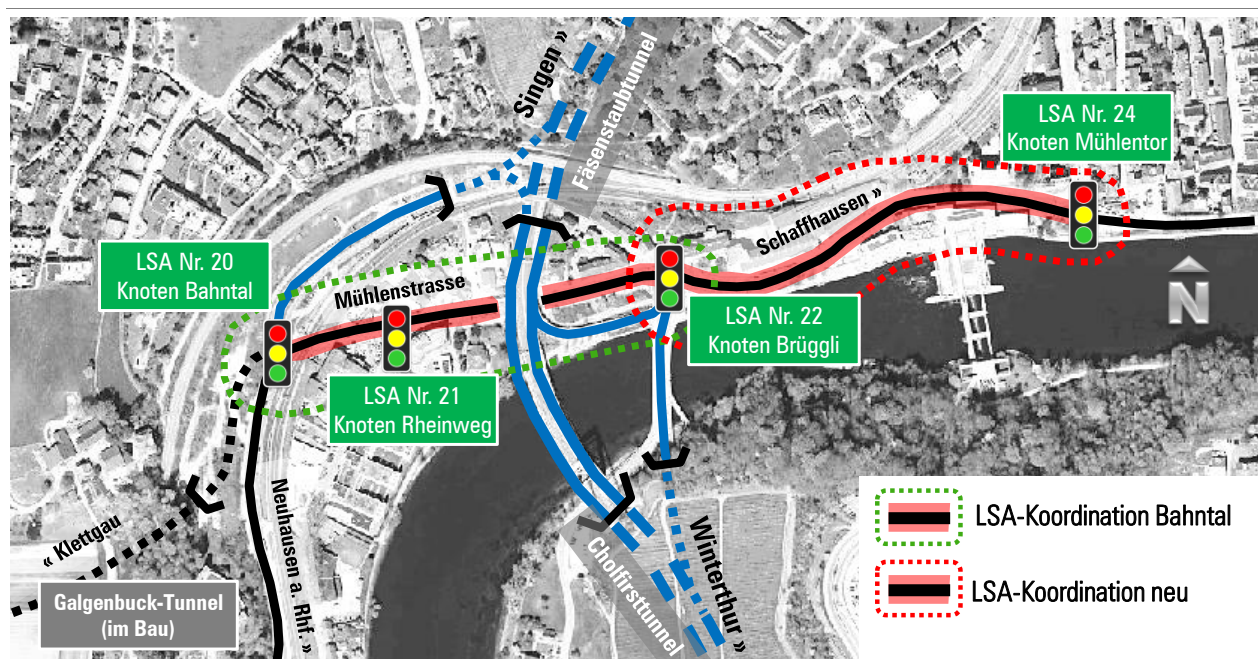 Singen »
Fäsenstaubtunnel
LSA Nr. 24
Knoten Mühlentor
Schaffhausen »
LSA Nr. 20
Knoten Bahntal
Mühlenstrasse
N
LSA Nr. 22
Knoten Brüggli
LSA Nr. 21
Knoten Rheinweg
« Klettgau
Neuhausen a. Rhf. »
Cholfirsttunnel
Winterthur »
Galgenbuck-Tunnel
(im Bau)
LSA-Koordination Bahntal
LSA-Koordination neu